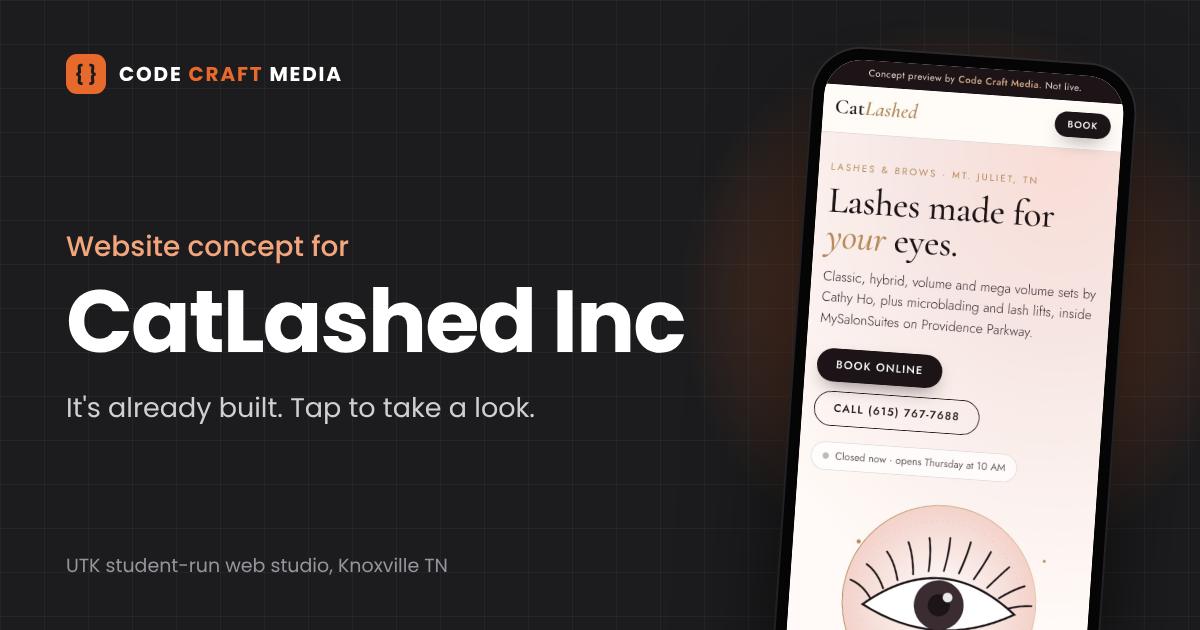 { } CODE CRAFT MEDIA
Website concept for
CatLashed Inc
It's already built. Tap to take a look.
UTK student-run web studio, Knoxville TN
Concept preview by Code Craft Media. Not live.
CatLashed
BOOK
LASHES & BROWS · MT. JULIET, TN
Lashes made for
your eyes.
Classic, hybrid, volume and mega volume sets by
Cathy Ho, plus microblading and lash lifts, inside
MySalonSuites on Providence Parkway.
BOOK ONLINE
CALL (615) 767-7688
Closed now · opens Thursday at 10 AM